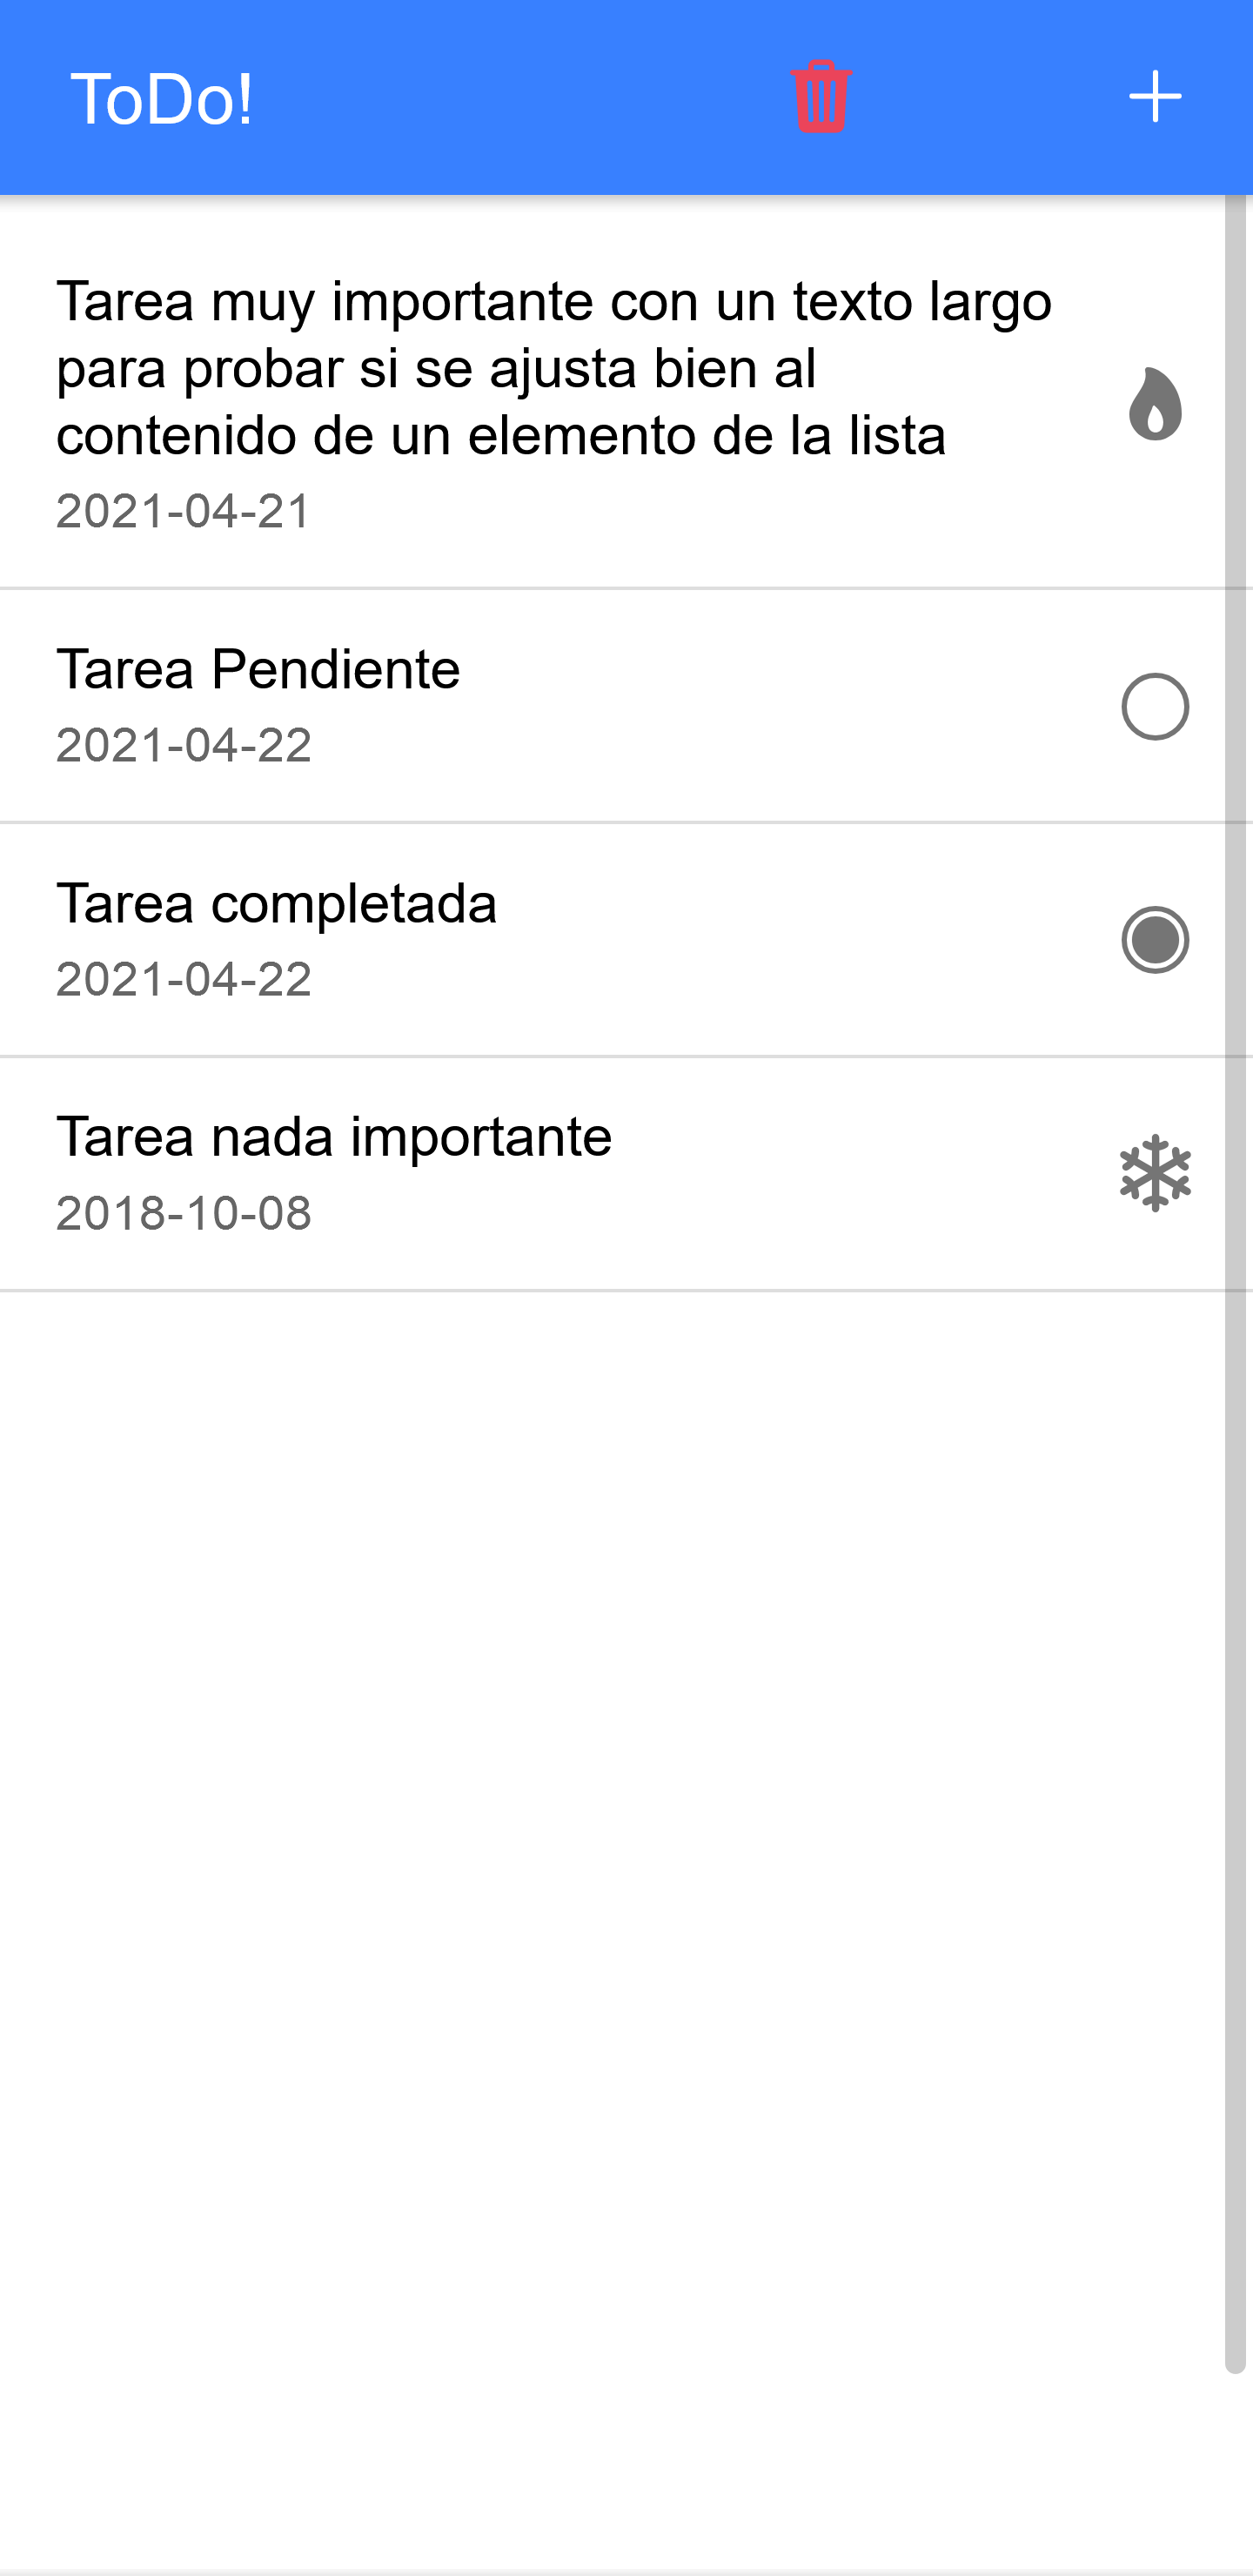 ToDo!
Tarea muy importante con un texto largo
para probar si se ajusta bien al
contenido de un elemento de la lista
2021-04-21
Tarea Pendiente
2021-04-22
Tarea completada
2021-04-22
Tarea nada importante
2018-10-08